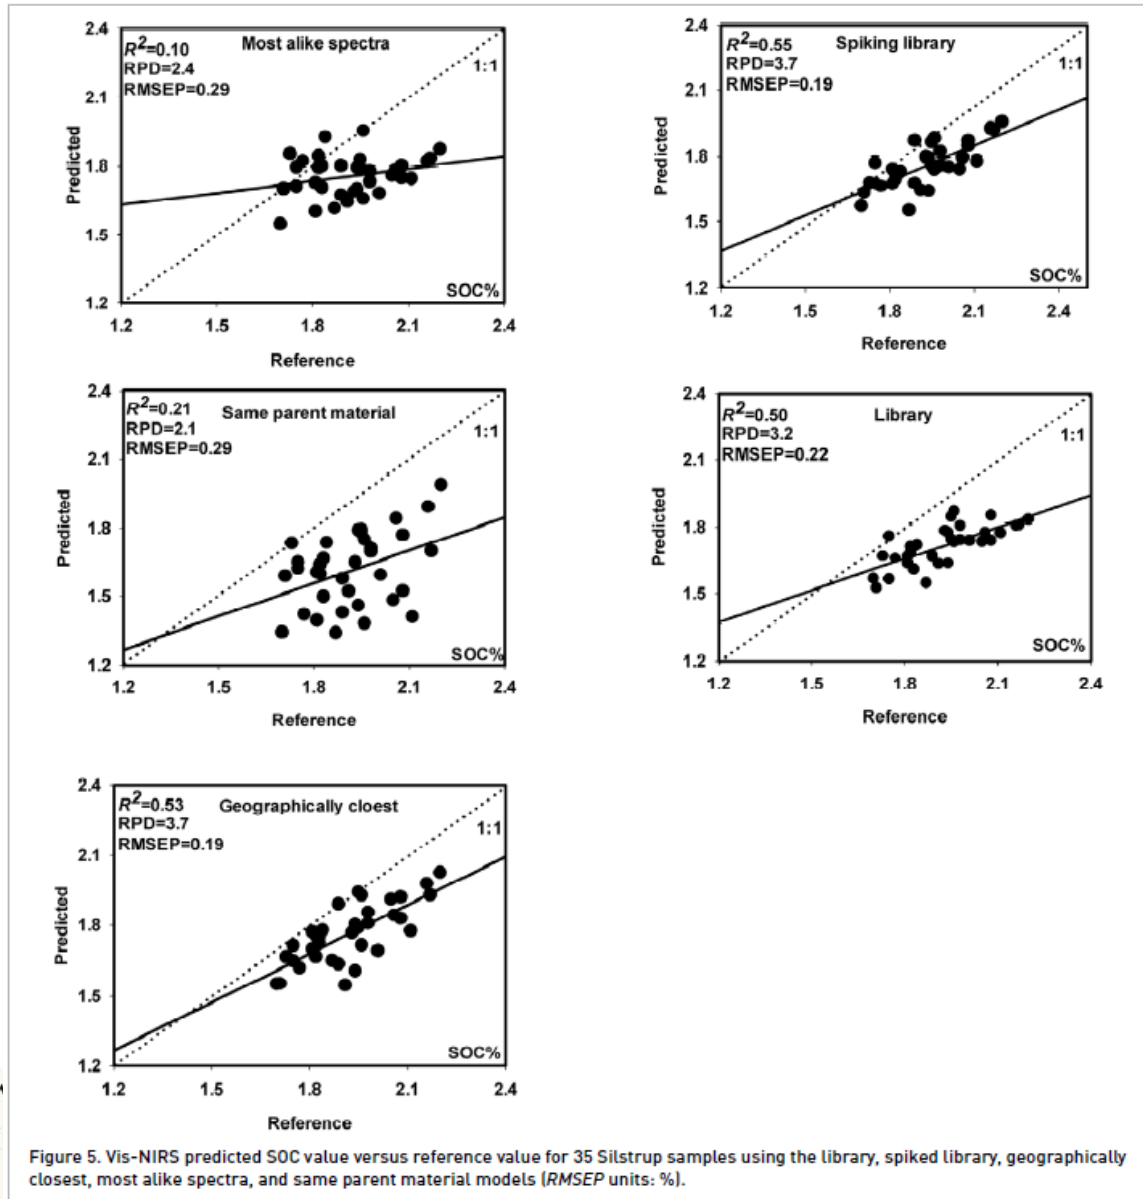 2.4
R²=0.10
Most alike spectra
RPD=2.4
1:1
RMSEP=0.29
2.1
1.8
1.5
1.2
Predicted
SOC%
1.2 1.5 1.8 2.1 2.4
Reference
2.4
R²=0.55
Spiking library
RPD=3.7
1:1
RMSEP=0.19
2.1
1.8
1.5
1.2
Predicted
SOC%
1.2 1.5 1.8 2.1 2.4
Reference
2.4
R²=0.21
Same parent material
RPD=2.1
1:1
RMSEP=0.29
2.1
1.8
1.5
1.2
Predicted
SOC%
1.2 1.5 1.8 2.1 2.4
Reference
2.4
R²=0.50
Library
RPD=3.2
1:1
RMSEP=0.22
2.1
1.8
1.5
1.2
Predicted
SOC%
1.2 1.5 1.8 2.1 2.4
Reference
2.4
R²=0.53
Geographically cloest
RPD=3.7
1:1
RMSEP=0.19
2.1
1.8
1.5
1.2
Predicted
SOC%
1.2 1.5 1.8 2.1 2.4
Reference
Figure 5. Vis-NIRS predicted SOC value versus reference value for 35 Silstrup samples using the library, spiked library, geographically
closest, most alike spectra, and same parent material models (RMSEP units: %).